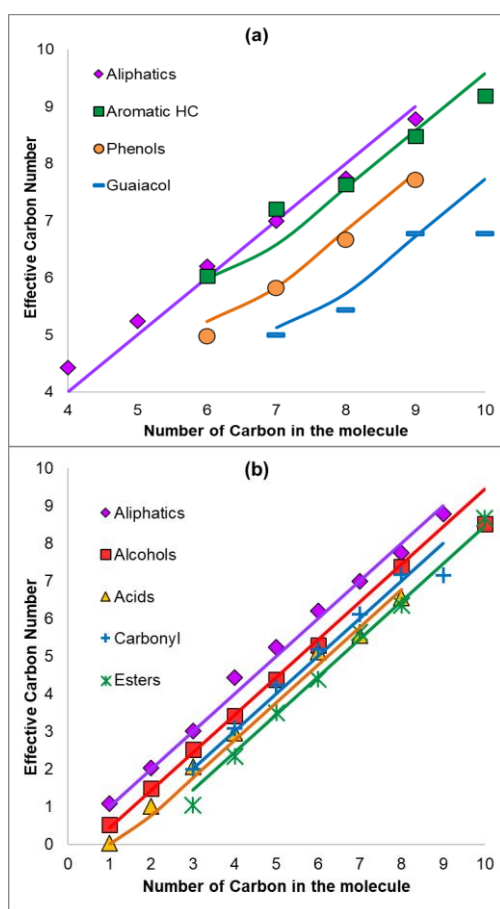 (a)
10
9
8
7
6
5
4
Effective Carbon Number
Aliphatics
Aromatic HC
Phenols
Guaiacol
4 5 6 7 8 9 10
Number of Carbon in the molecule
(b)
10
9
8
7
6
5
4
3
2
1
0
Effective Carbon Number
Aliphatics
Alcohols
Acids
Carbonyl
Esters
0 1 2 3 4 5 6 7 8 9 10
Number of Carbon in the molecule